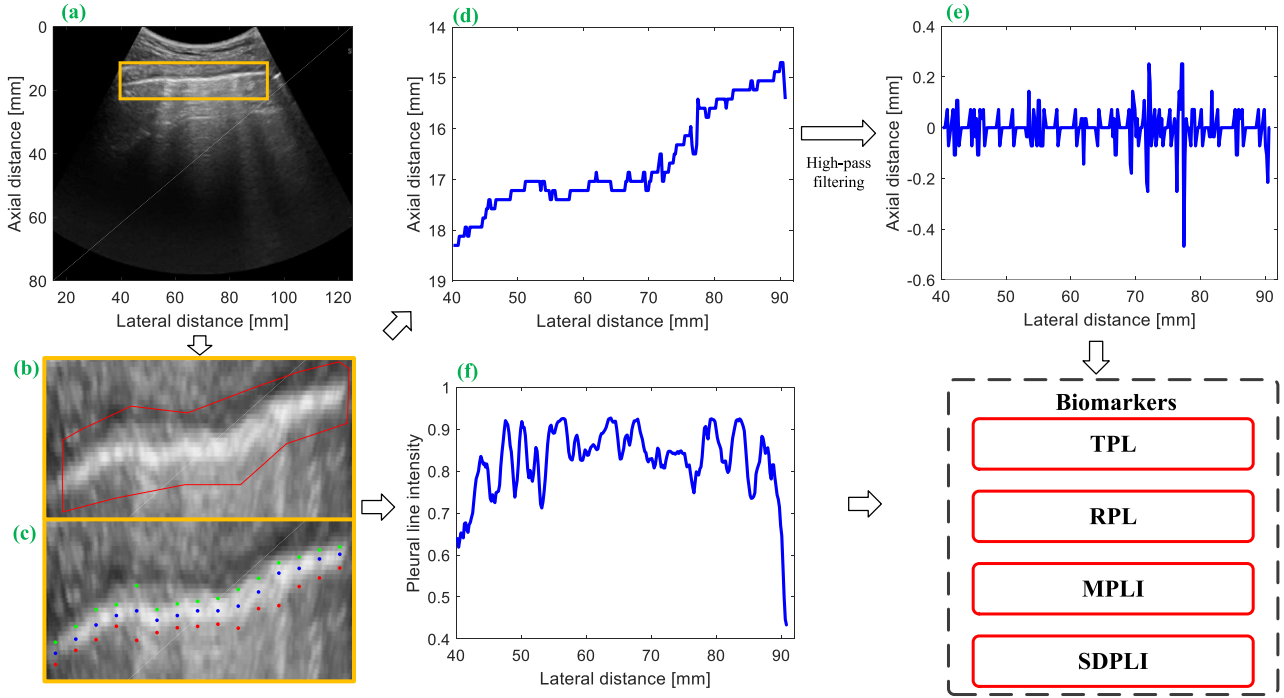 (a)
0
20
40
60
80
Axial distance [mm]
20 40 60 80 100 120
Lateral distance [mm]
(d)
14
15
16
17
18
19
Axial distance [mm]
40 50 60 70 80 90
Lateral distance [mm]
High-pass
filtering
(e)
0.4
0.2
0
-0.2
-0.4
-0.6
Axial distance [mm]
40 50 60 70 80 90
Lateral distance [mm]
(b)
(c)
(f)
1
0.9
0.8
0.7
0.6
0.5
0.4
Pleural line intensity
40 50 60 70 80 90
Lateral distance [mm]
Biomarkers
TPL
RPL
MPLI
SDPLI